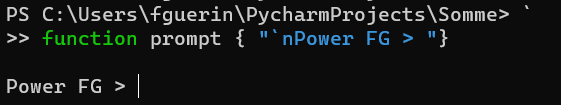 PS C:\Users\fguerin\PycharmProjects\Somme> `
>> function prompt { "`nPower FG > "}
Power FG >